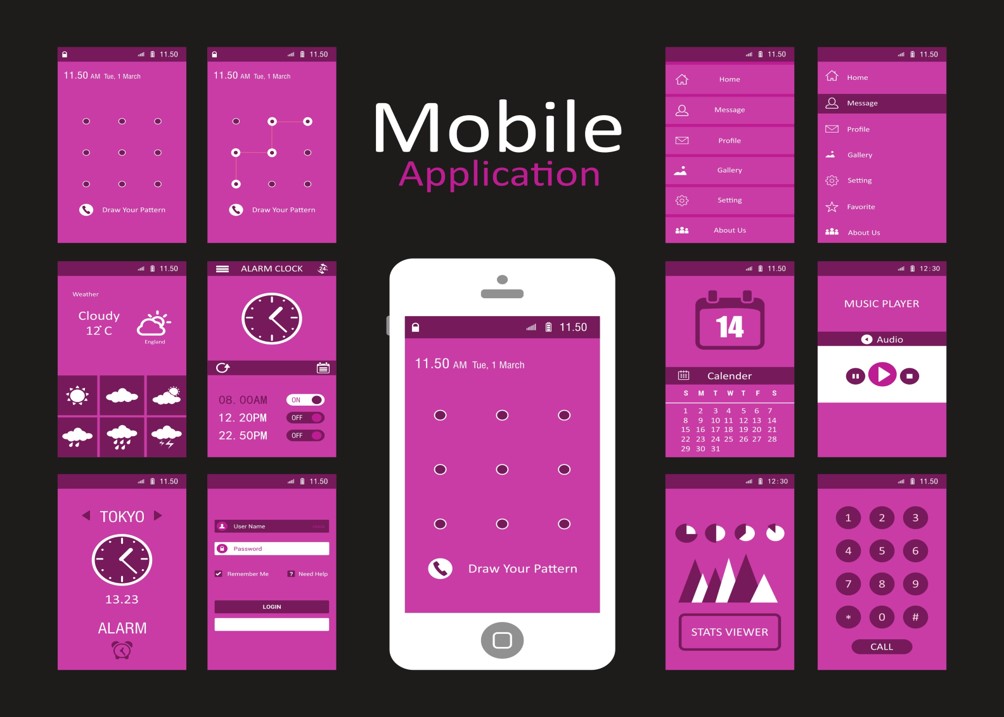 11.50
11.50 AM Tue, 1 March
Draw Your Pattern
11.50
11.50 AM Tue, 1 March
Draw Your Pattern
Mobile
Application
11.50
Home
Message
Profile
Gallery
Setting
About Us
11.50
Home
Message
Profile
Gallery
Setting
Favorite
About Us
11.50
Weather
Cloudy
12°C
England
ALARM CLOCK
08. 00AM ON
12. 20PM OFF
22. 50PM OFF
11.50
11.50 AM Tue, 1 March
Draw Your Pattern
11.50
14
Calender
S M T W T F S
1 2 3 4 5 6 7
8 9 10 11 12 13 14
15 16 17 18 19 20 21
22 23 24 25 26 27 28
29 30 31
12:30
MUSIC PLAYER
Audio
11.50
TOKYO
13.23
ALARM
11.50
User Name
Password
Remember Me ? Need Help
LOGIN
12:30
STATS VIEWER
11.50
1 2 3
4 5 6
7 8 9
* 0 #
CALL